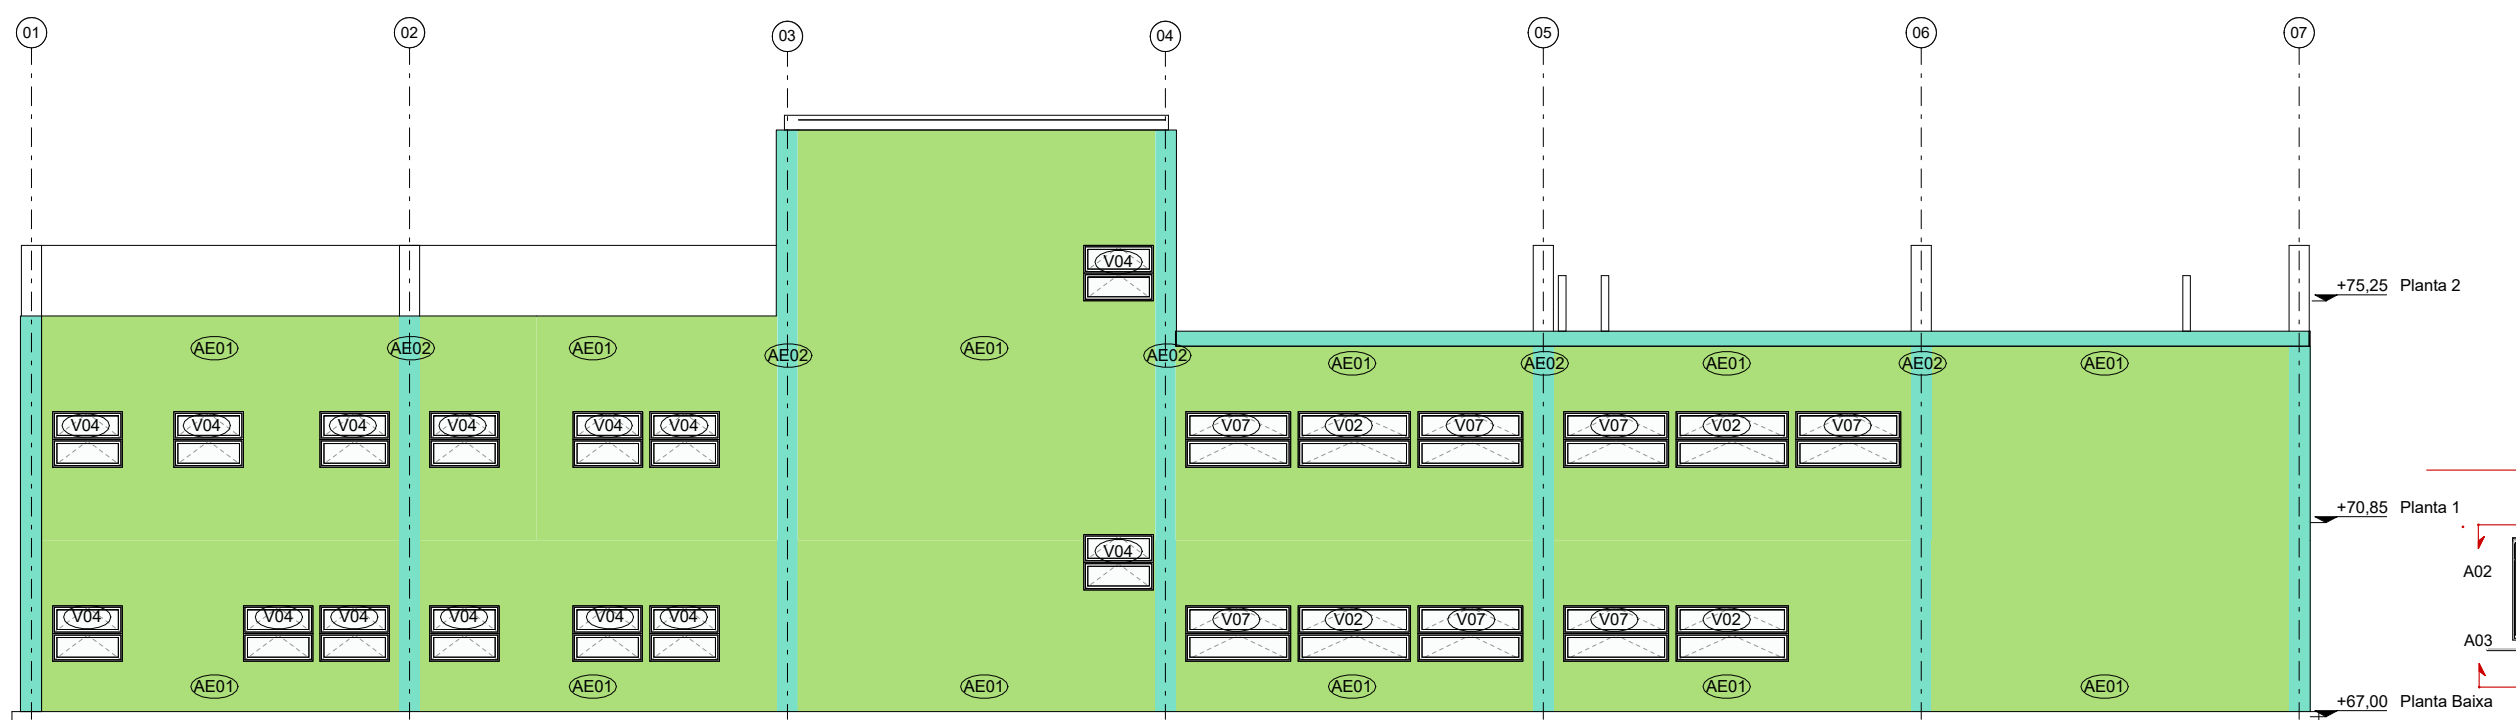 01 02 03 04 05 06 07
V04
+75,25 Planta 2
AE01 AE02 AE01 AE02 AE01 AE02 AE01 AE02 AE01 AE02 AE01
V04 V04 V04 V04 V04 V04 V07 V02 V07 V07 V02 V07
+70,85 Planta 1
V04
A02
V04 V04 V04 V04 V04 V04 V07 V02 V07 V07 V02
A03
AE01 AE01 AE01 AE01 AE01 AE01
+67,00 Planta Baixa